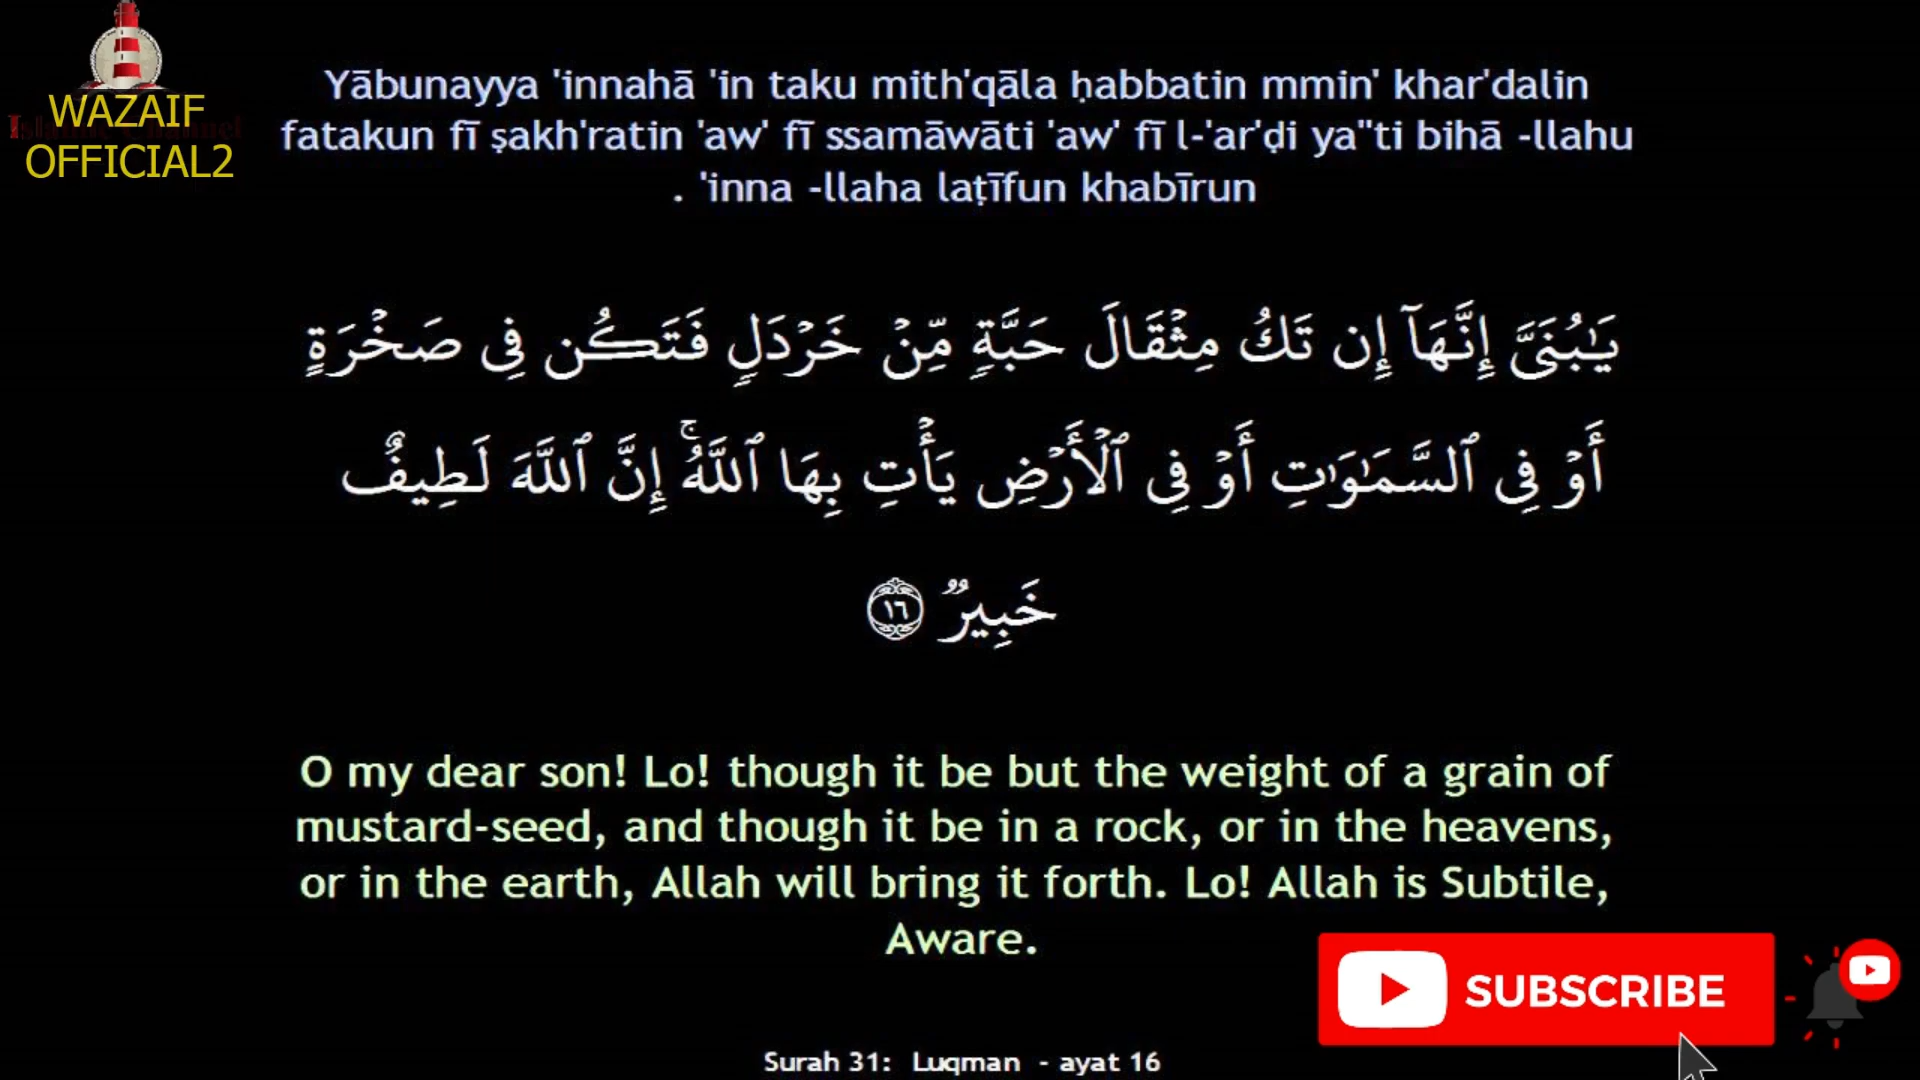 WAZAIF
OFFICIAL2
Yābunayya 'innahā 'in taku mith'qāla ḥabbatin mmin' khar'dalin
fatakun fī ṣakh'ratin 'aw' fī ssamāwāti 'aw' fī l-'ar'ḍi ya''ti bihā -llahu
. 'inna -llaha laṭīfun khabīrun
يَـٰبُنَىَّ إِنَّهَآ إِن تَكُ مِثْقَالَ حَبَّةٍ مِّنْ خَرْدَلٍ فَتَكُن فِى صَخْرَةٍ
أَوْ فِى ٱلسَّمَـٰوَٰتِ أَوْ فِى ٱلْأَرْضِ يَأْتِ بِهَا ٱللَّهُ ۚ إِنَّ ٱللَّهَ لَطِيفٌ
خَبِيرٌ ١٦
O my dear son! Lo! though it be but the weight of a grain of
mustard-seed, and though it be in a rock, or in the heavens,
or in the earth, Allah will bring it forth. Lo! Allah is Subtile,
Aware.
SUBSCRIBE
Surah 31: Luqman - ayat 16